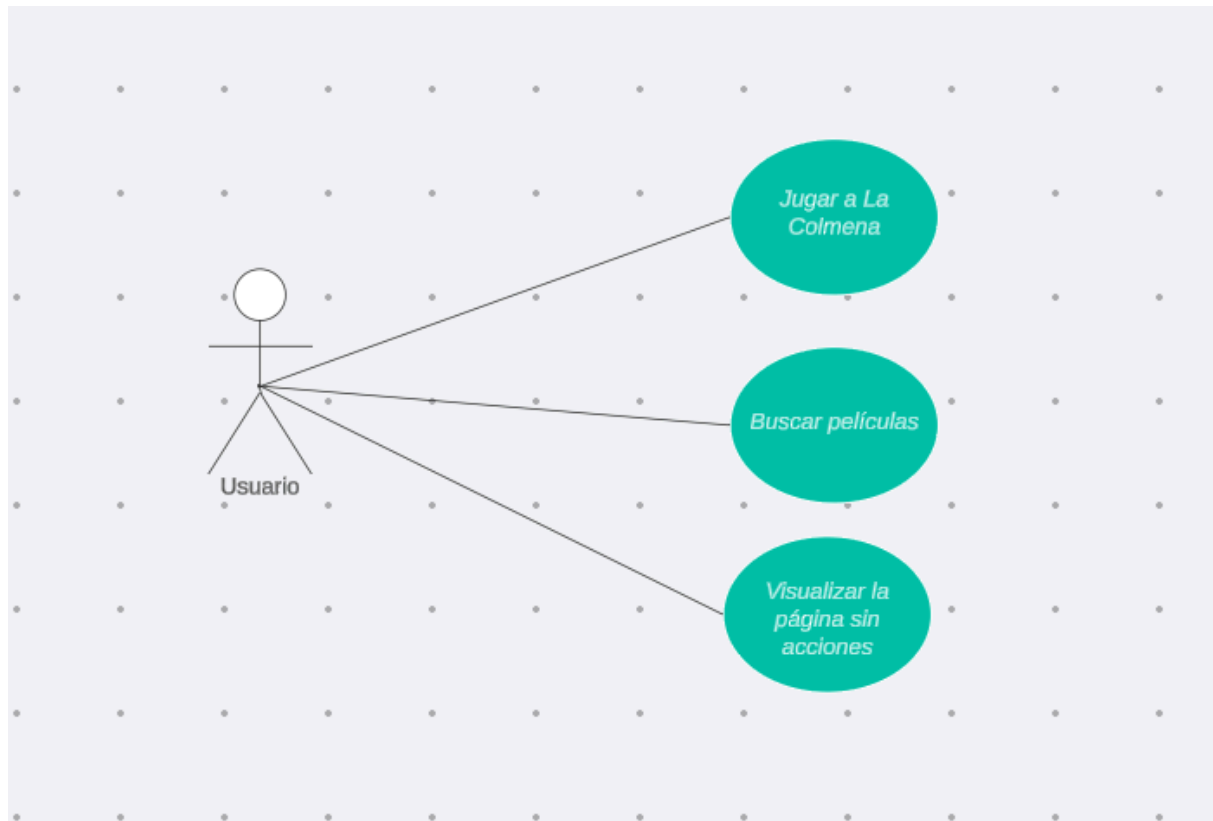 Jugar a La
Colmena
Buscar películas
Usuario
Visualizar la
página sin
acciones